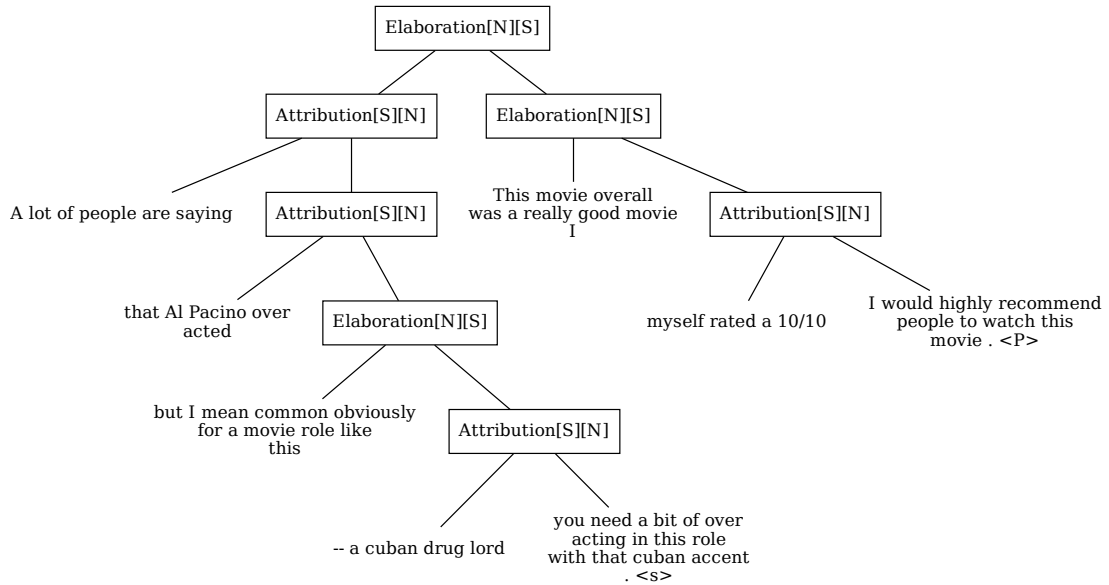 Elaboration[N][S]
Attribution[S][N]
Elaboration[N][S]
A lot of people are saying
Attribution[S][N]
This movie overall
was a really good movie
I
Attribution[S][N]
that Al Pacino over
acted
Elaboration[N][S]
myself rated a 10/10
I would highly recommend
people to watch this
movie . <P>
but I mean common obviously
for a movie role like
this
Attribution[S][N]
-- a cuban drug lord
you need a bit of over
acting in this role
with that cuban accent
. <s>